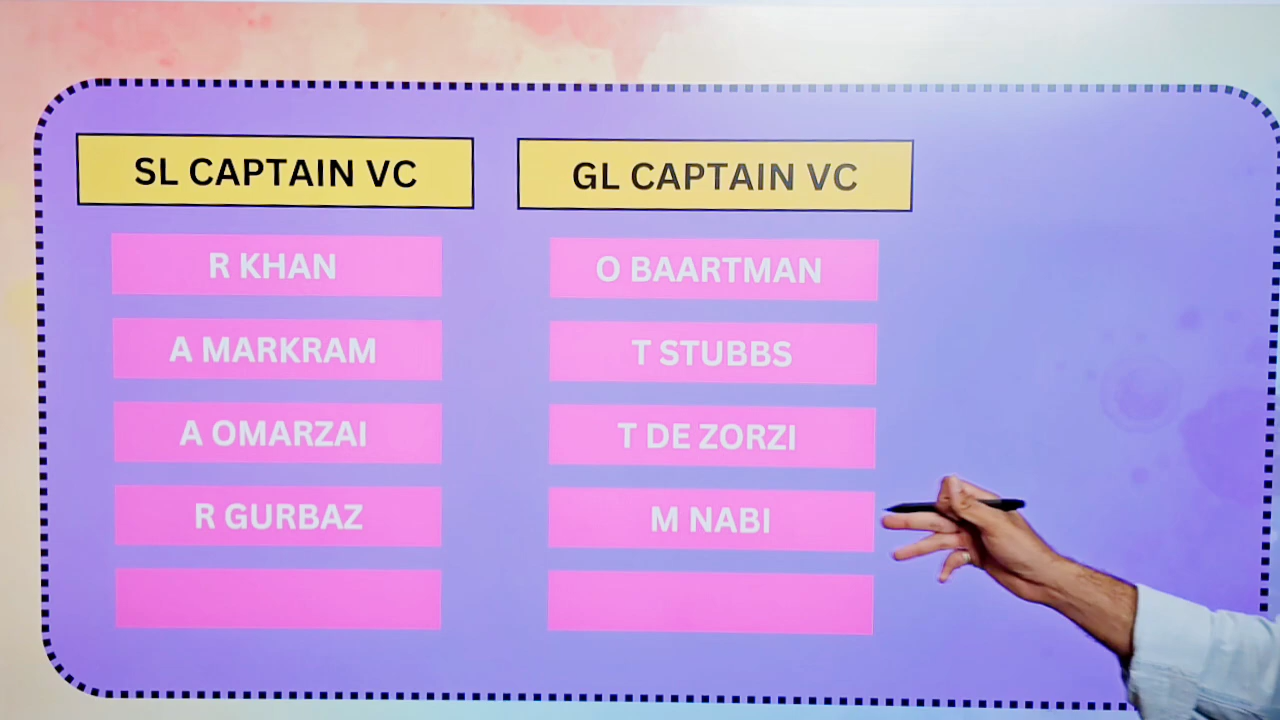 SL CAPTAIN VC
R KHAN
A MARKRAM
A OMARZAI
R GURBAZ
GL CAPTAIN VC
O BAARTMAN
T STUBBS
T DE ZORZI
M NABI